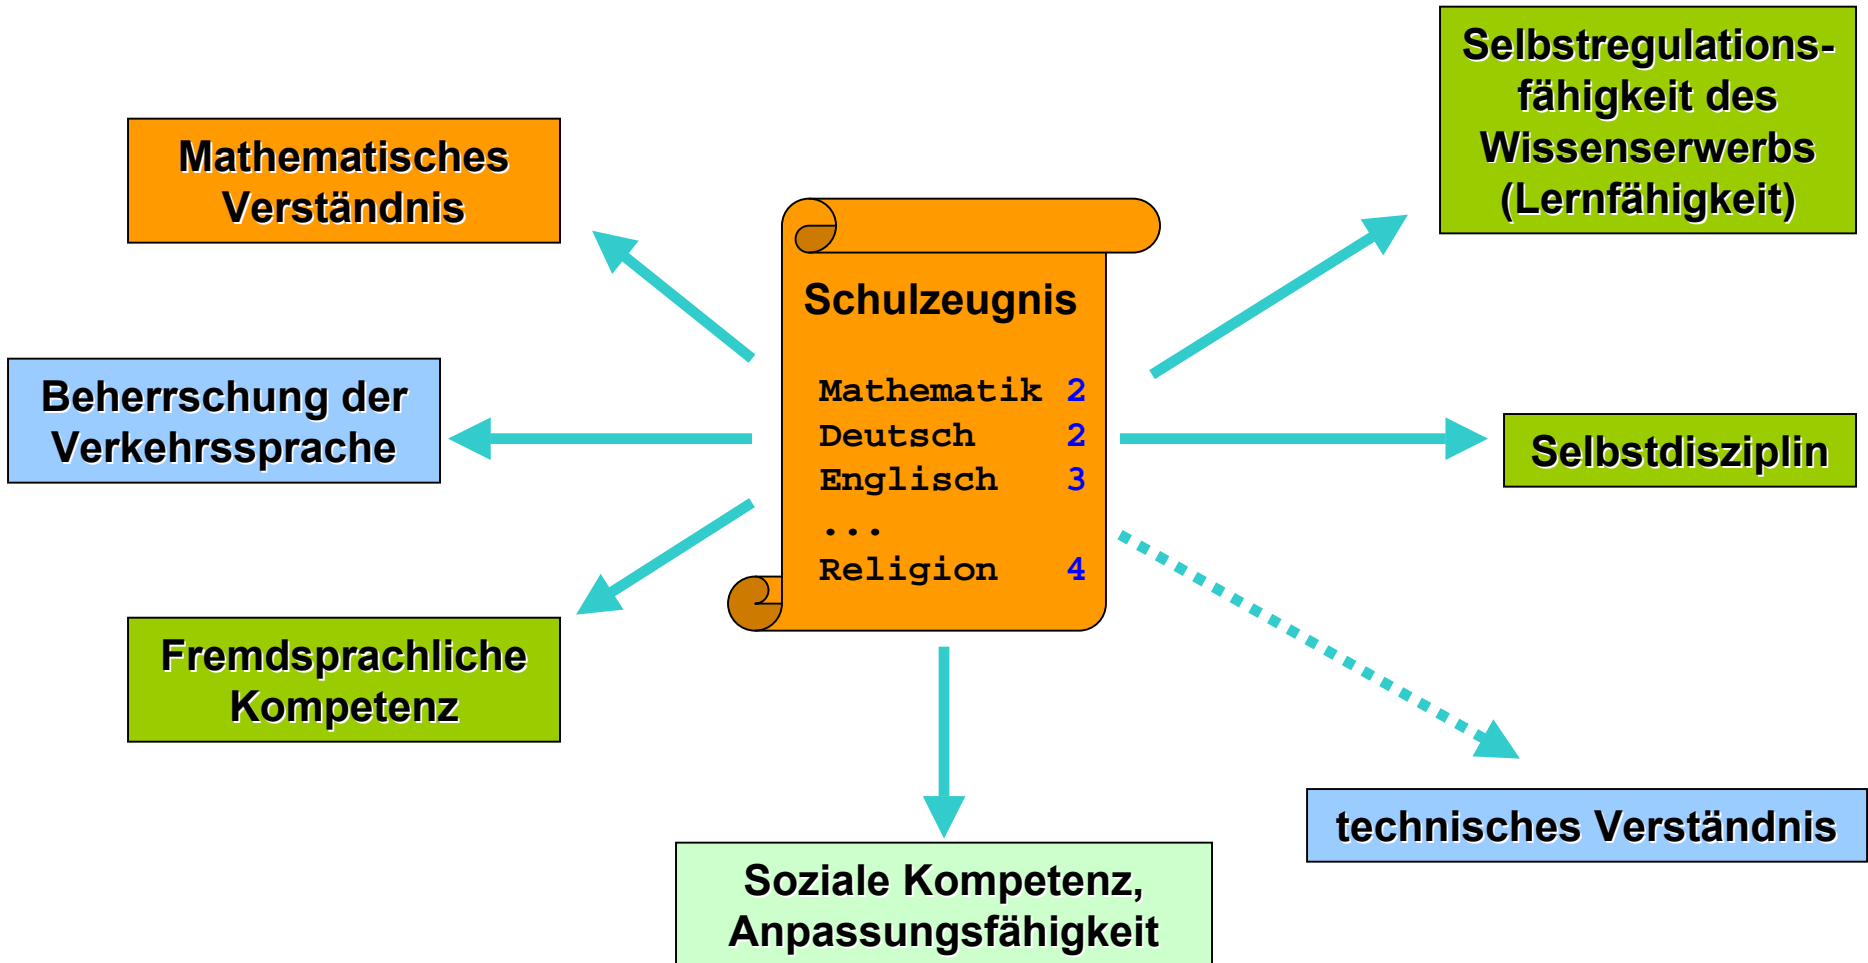 Selbstregulations-
fähigkeit des
Wissenserwerbs
(Lernfähigkeit)
Mathematisches
Verständnis
Schulzeugnis
Mathematik 2
Deutsch 2
Englisch 3
...
Religion 4
Beherrschung der
Verkehrssprache
Selbstdisziplin
Fremdsprachliche
Kompetenz
technisches Verständnis
Soziale Kompetenz,
Anpassungsfähigkeit